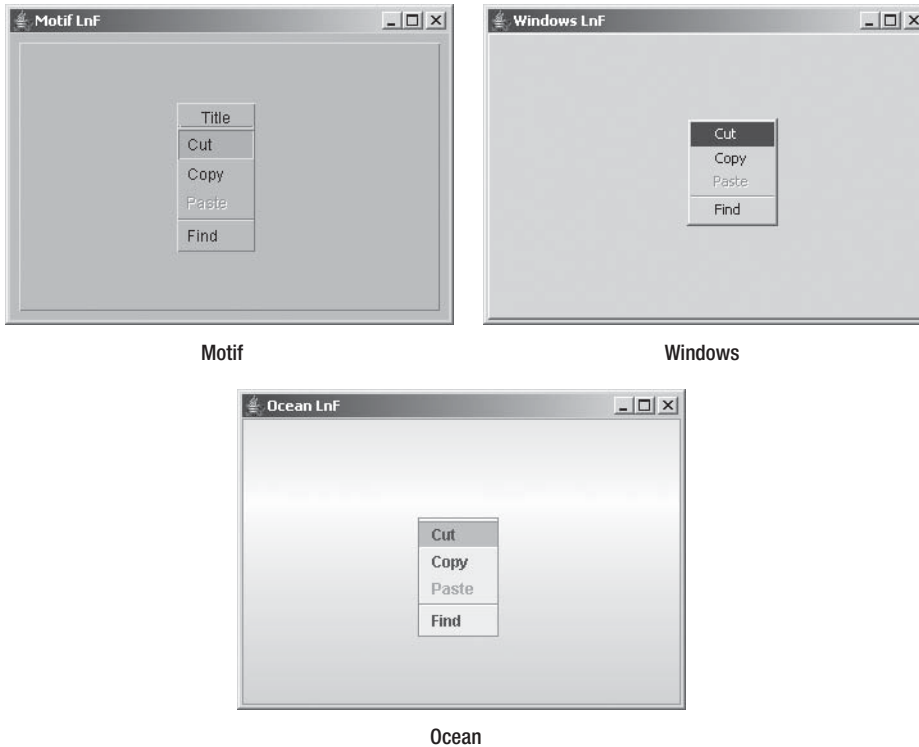 Motif LnF
Title
Cut
Copy
Paste
Find
Motif
Windows LnF
Cut
Copy
Paste
Find
Windows
Ocean LnF
Cut
Copy
Paste
Find
Ocean